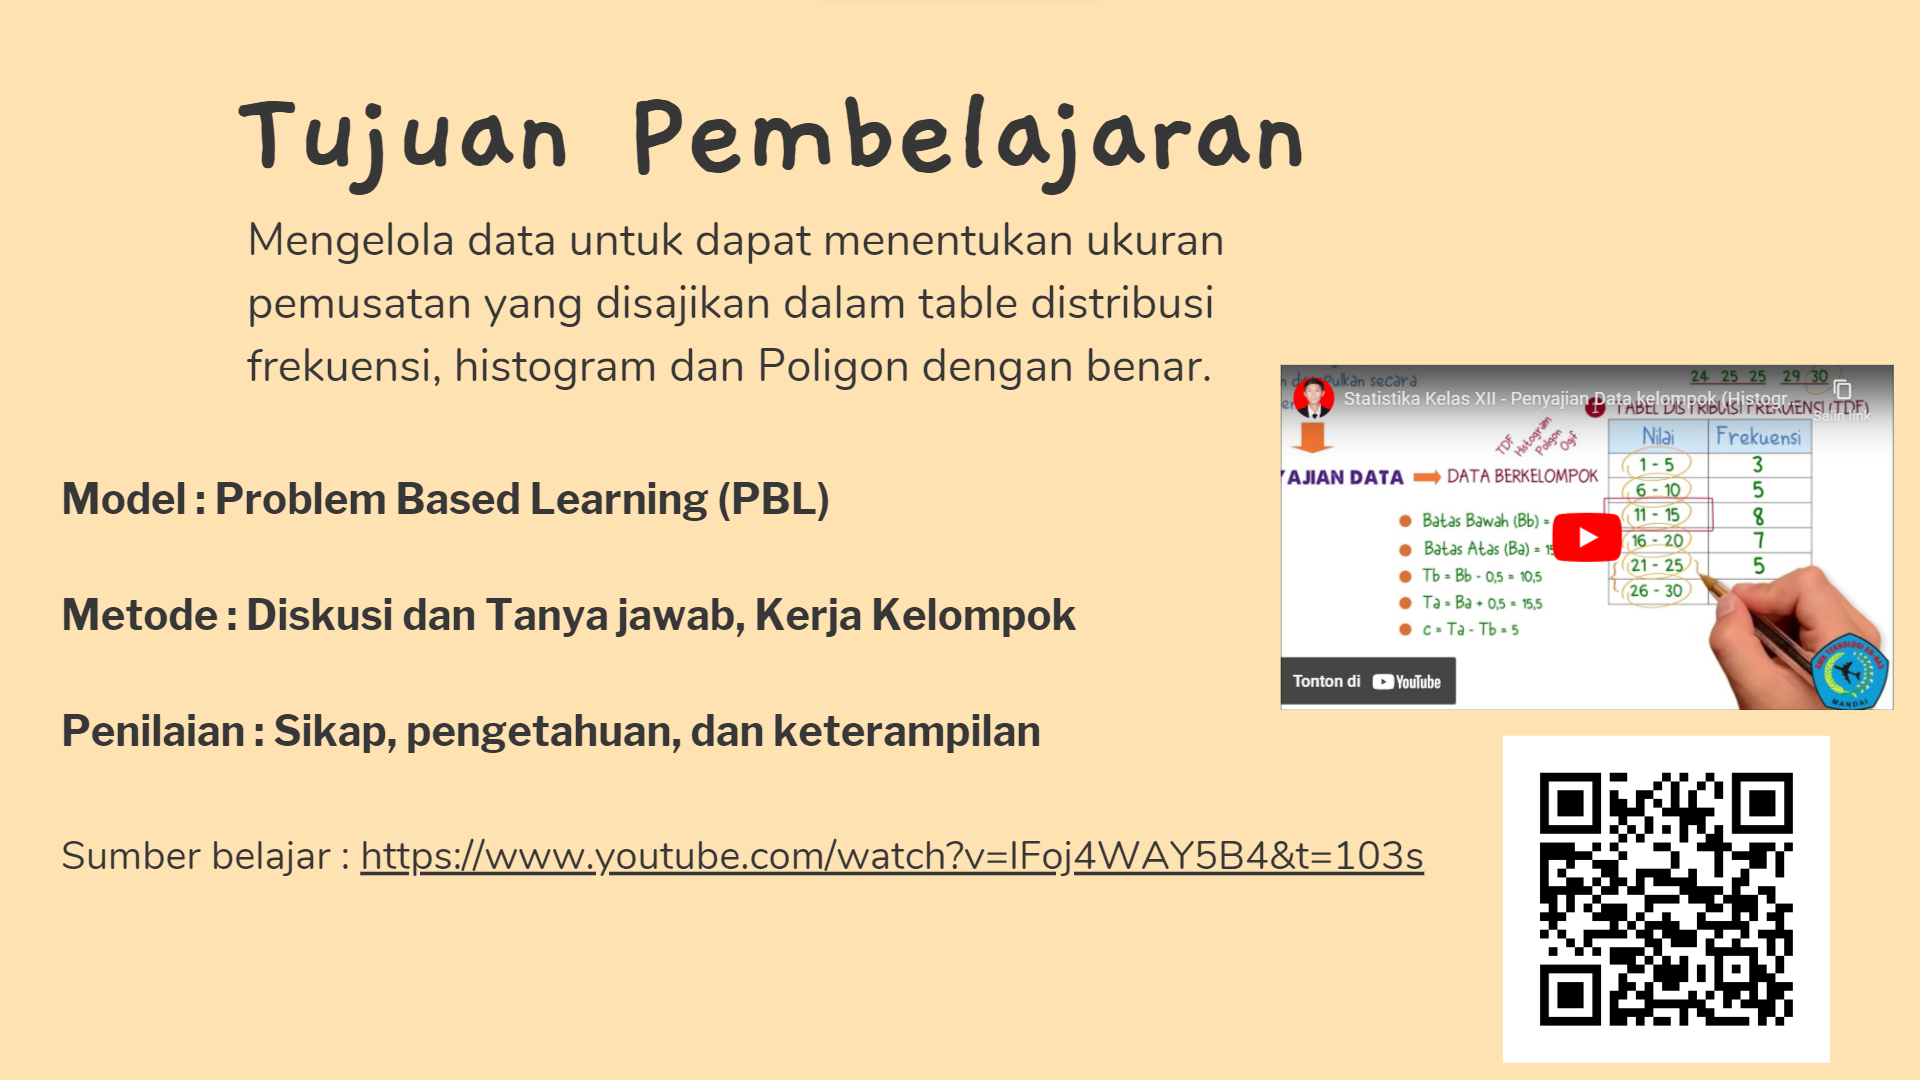 Tujuan Pembelajaran
Mengelola data untuk dapat menentukan ukuran
pemusatan yang disajikan dalam table distribusi
frekuensi, histogram dan Poligon dengan benar.
Model : Problem Based Learning (PBL)
Metode : Diskusi dan Tanya jawab, Kerja Kelompok
Penilaian : Sikap, pengetahuan, dan keterampilan
Sumber belajar : https://www.youtube.com/watch?v=IFoj4WAY5B4&t=103s
secara
24 25 25 29 30
Statistika Kelas XII - Penyajian Data kelompok (Histogr...
Salin link
TABEL DISTRIBUSI FREKUENSI (TDF)
TDF
Histogram
Poligon
Ogif
YAJIAN DATA
DATA BERKELOMPOK
Nilai Frekuensi
1 - 5 3
6 - 10 5
11 - 15 8
16 - 20 7
21 - 25 5
26 - 30
Batas Bawah (Bb) =
Batas Atas (Ba) =
Tb = Bb - 0,5 = 10,5
Ta = Ba + 0,5 = 15,5
c = Ta - Tb = 5
Tonton di YouTube
MANDAI